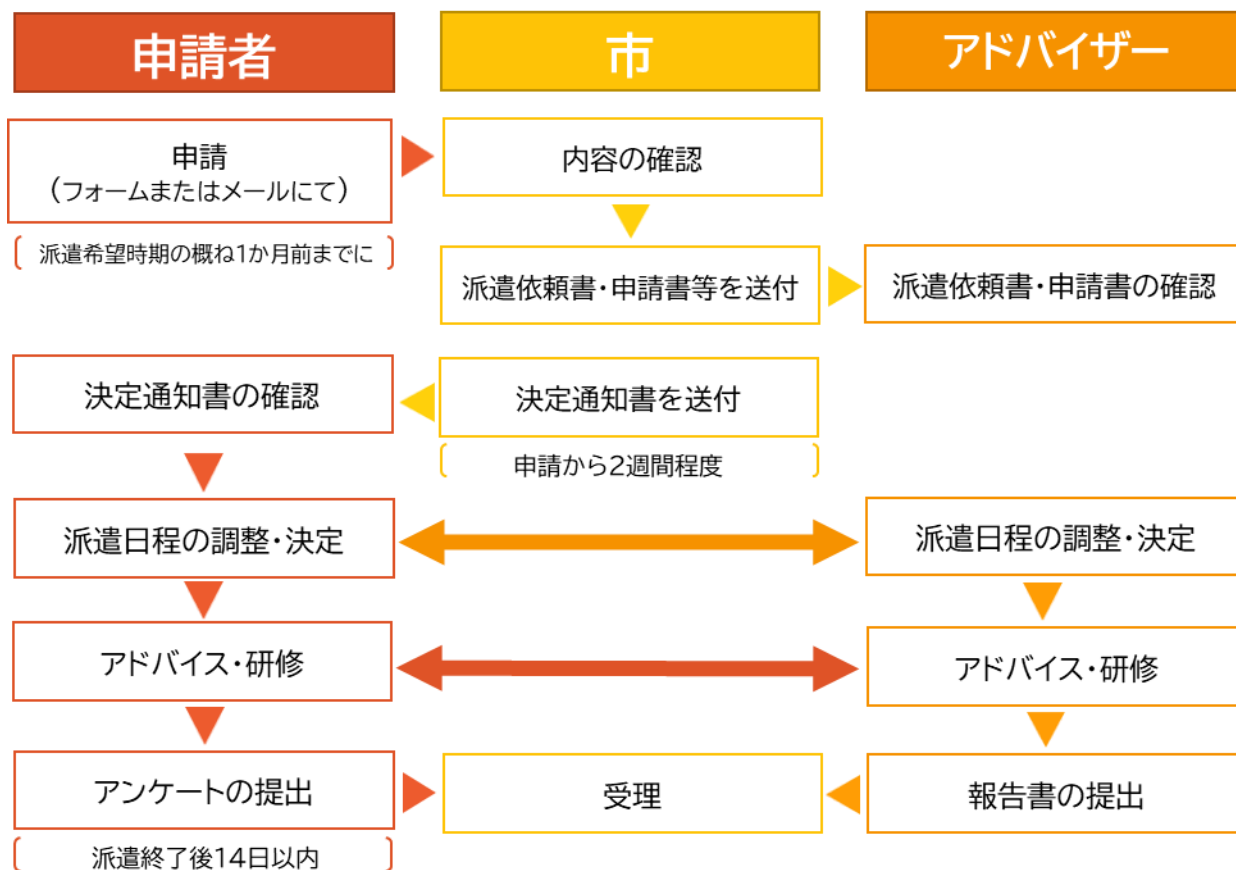 申請者
市
アドバイザー
申請
(フォームまたはメールにて)
内容の確認
派遣希望時期の概ね1か月前までに
派遣依頼書・申請書等を送付
派遣依頼書・申請書の確認
決定通知書の確認
決定通知書を送付
申請から2週間程度
派遣日程の調整・決定
派遣日程の調整・決定
アドバイス・研修
アドバイス・研修
アンケートの提出
受理
報告書の提出
派遣終了後14日以内